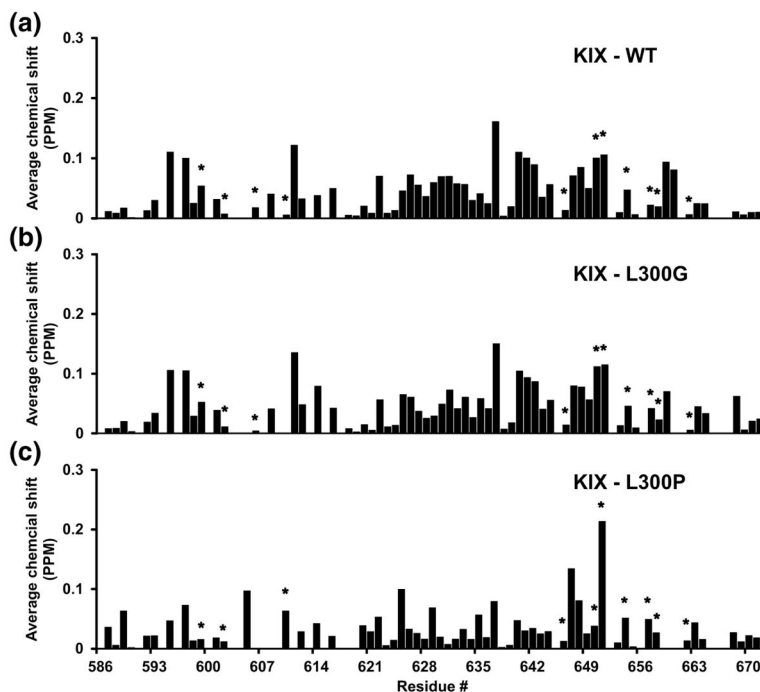 (a)
KIX - WT
Average chemical shift
(PPM)
0.3
0.2
0.1
0
* * * * * * * * * * *
(b)
KIX - L300G
Average chemical shift
(PPM)
0.3
0.2
0.1
0
* * * * * * * * * *
(c)
KIX - L300P
Average chemcial shift
(PPM)
0.3
0.2
0.1
0
* * * * * * * * * *
586 593 600 607 614 621 628 635 642 649 656 663 670
Residue #